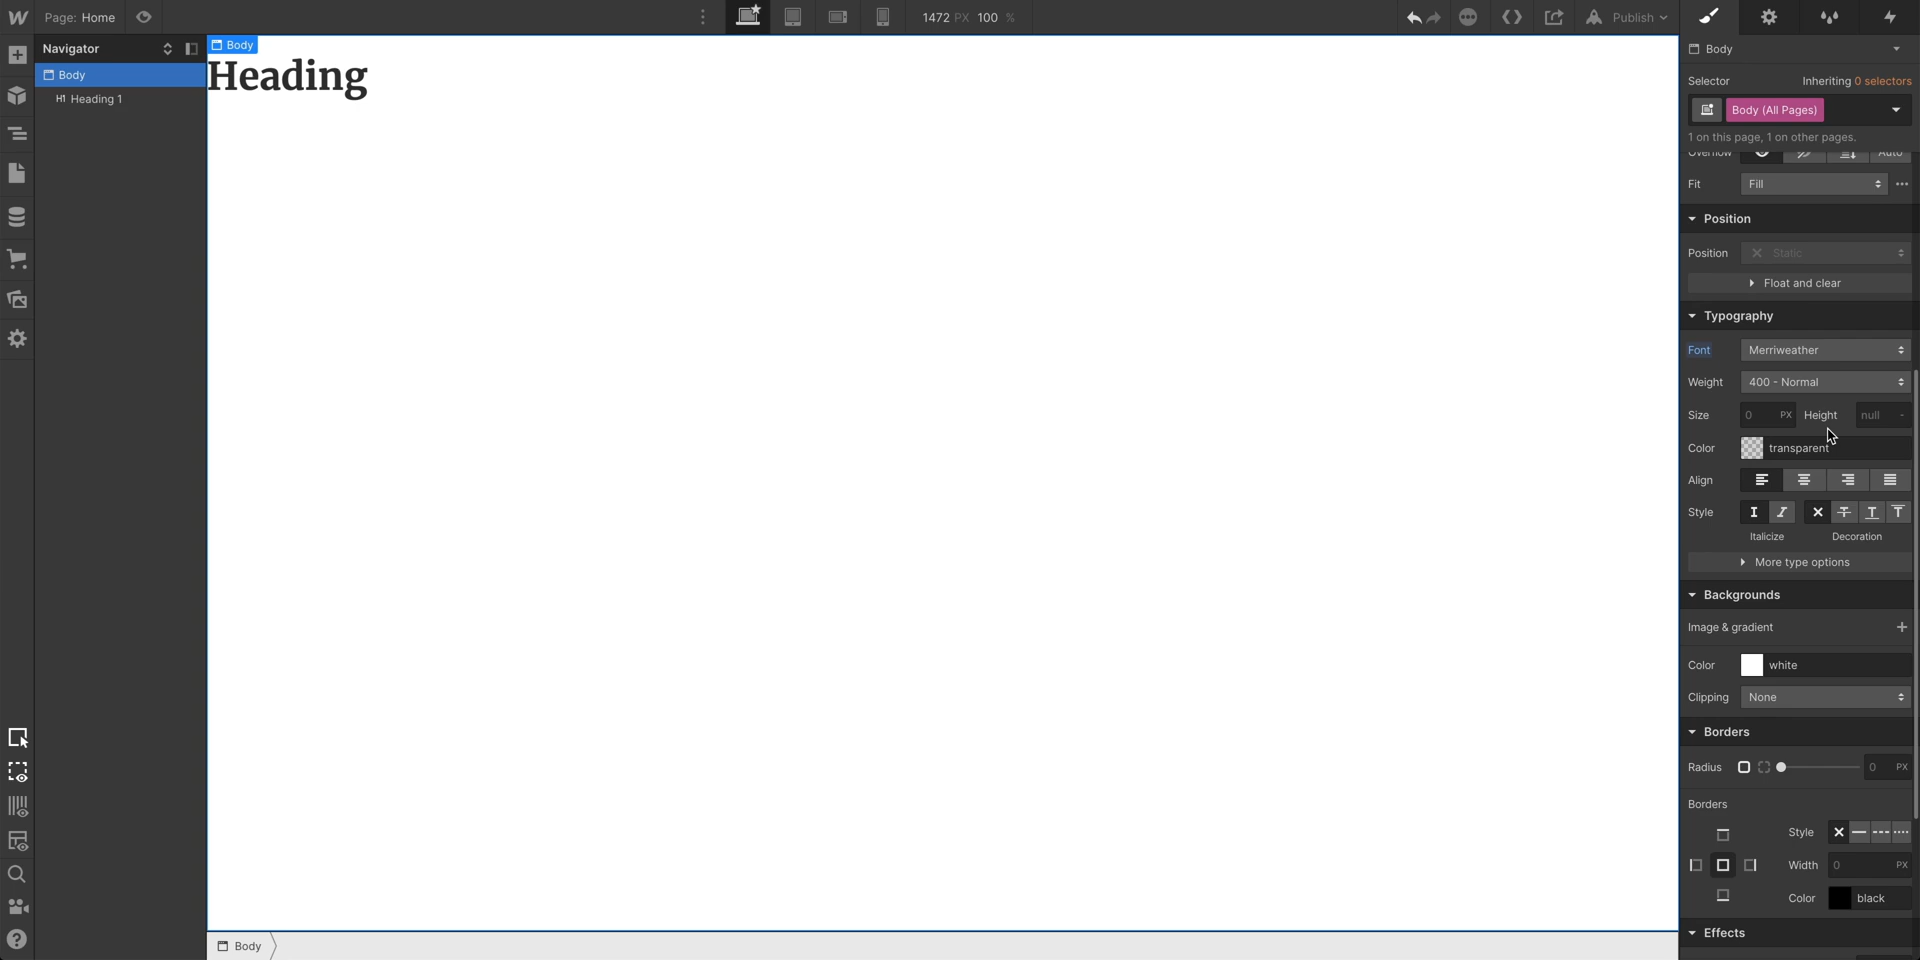 Page: Home
1472 PX 100 %
Publish
Navigator
Body
H1 Heading 1
Body
Heading
Body
Body
Selector Inheriting 0 selectors
Body (All Pages)
1 on this page, 1 on other pages.
Overflow Auto
Fit Fill
Position
Position Static
Float and clear
Typography
Font Merriweather
Weight 400 - Normal
Size 0 PX Height null -
Color transparent
Align
Style
Italicize Decoration
More type options
Backgrounds
Image & gradient
Color white
Clipping None
Borders
Radius 0 PX
Borders
Style
Width 0 PX
Color black
Effects